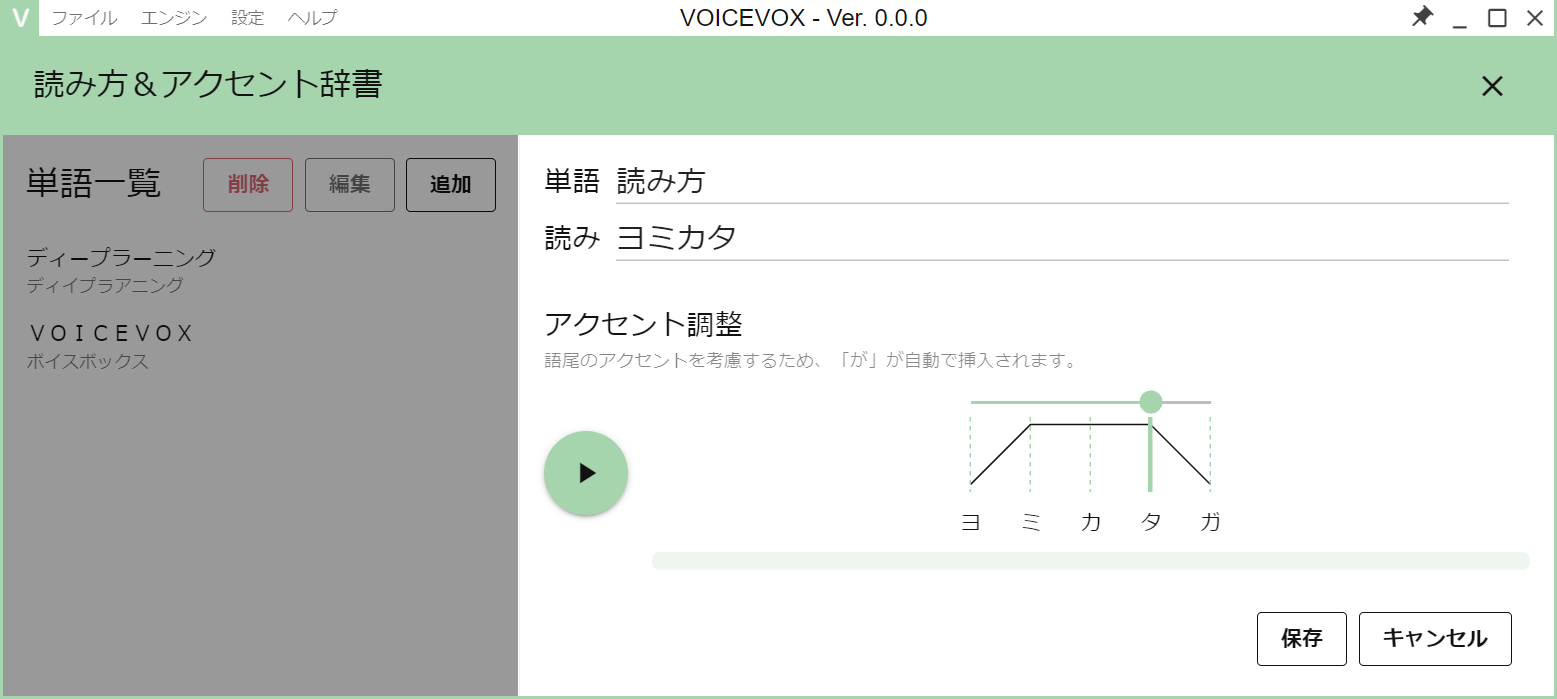 V ファイル エンジン 設定 ヘルプ VOICEVOX - Ver. 0.0.0
読み方＆アクセント辞書
単語一覧 削除 編集 追加
ディープラーニング
ディイプラアニング
ＶＯＩＣＥＶＯＸ
ボイスボックス
単語 読み方
読み ヨミカタ
アクセント調整
語尾のアクセントを考慮するため、「が」が自動で挿入されます。
ヨ ミ カ タ ガ
保存 キャンセル